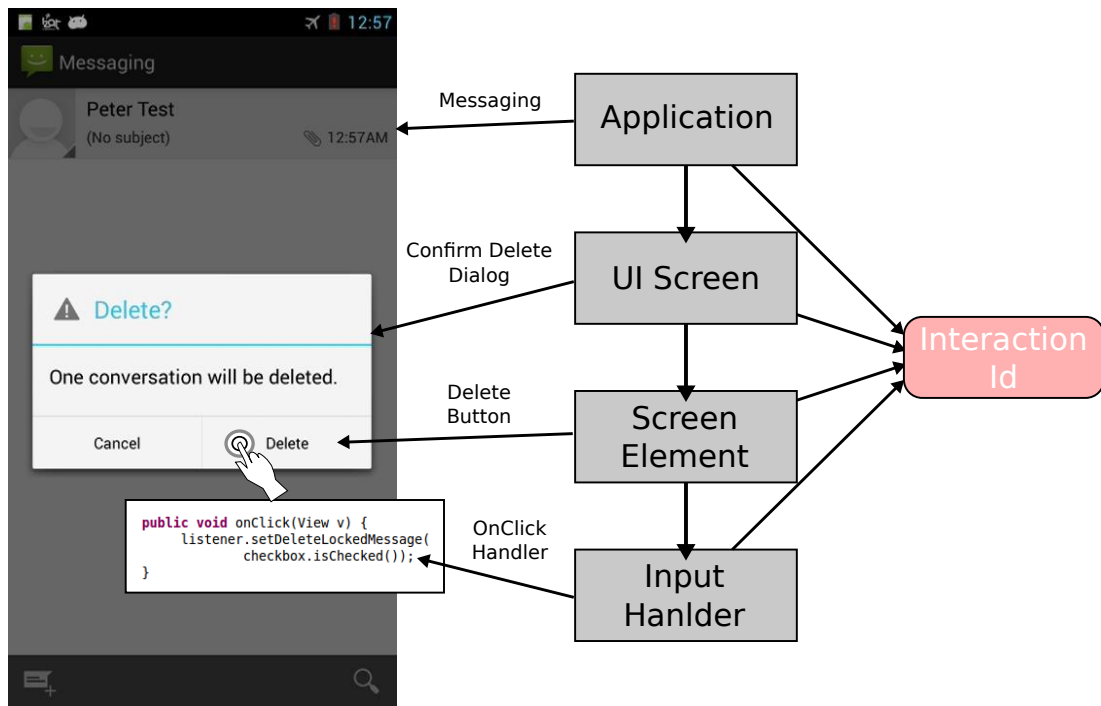 12:57
Messaging
Peter Test
(No subject)
12:57AM
Delete?
One conversation will be deleted.
Cancel
Delete
public void onClick(View v) {
listener.setDeleteLockedMessage(
checkbox.isChecked());
}
Messaging
Confirm Delete
Dialog
Delete
Button
OnClick
Handler
Application
UI Screen
Screen
Element
Input
Hanlder
Interaction
Id